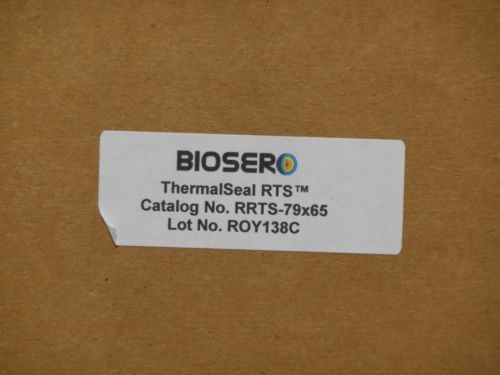 BIOSERO
ThermalSeal RTS™
Catalog No. RRTS-79x65
Lot No. ROY138C